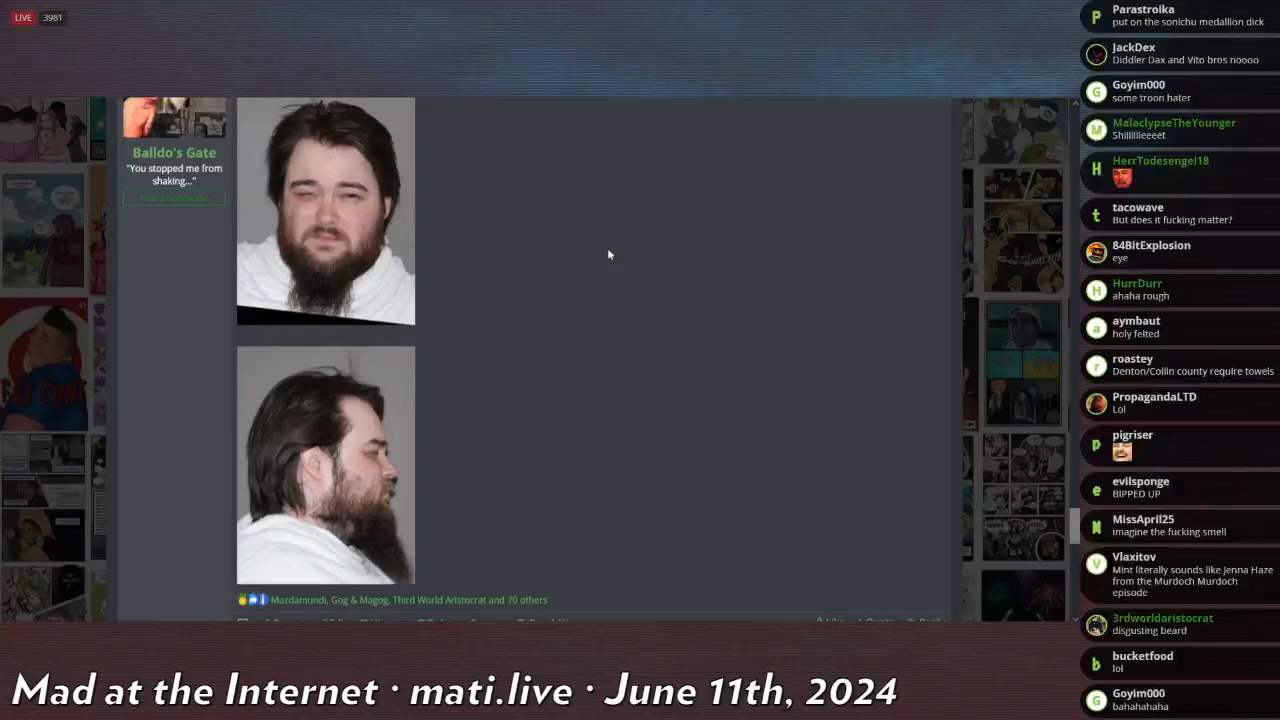 LIVE 3981
Balldo's Gate
"You stopped me from
shaking..."
Mazdamundi, Gog & Magog, Third World Aristocrat and 70 others
Parastroika
put on the sonichu medallion dick
JackDex
Diddler Dax and Vito bros noooo
Goyim000
some troon hater
MalaclypseTheYounger
Shiiiiiieeeet
HerrTodesengel18
tacowave
But does it fucking matter?
84BitExplosion
eye
HurrDurr
ahaha rough
aymbaut
holy felted
roastey
Denton/Collin county require towels
PropagandaLTD
Lol
pigriser
evilsponge
BIPPED UP
MissApril25
imagine the fucking smell
Vlaxitov
Mint literally sounds like Jenna Haze
from the Murdoch Murdoch
episode
3rdworldaristocrat
disgusting beard
bucketfood
lol
Goyim000
bahahahaha
Mad at the Internet · mati.live · June 11th, 2024